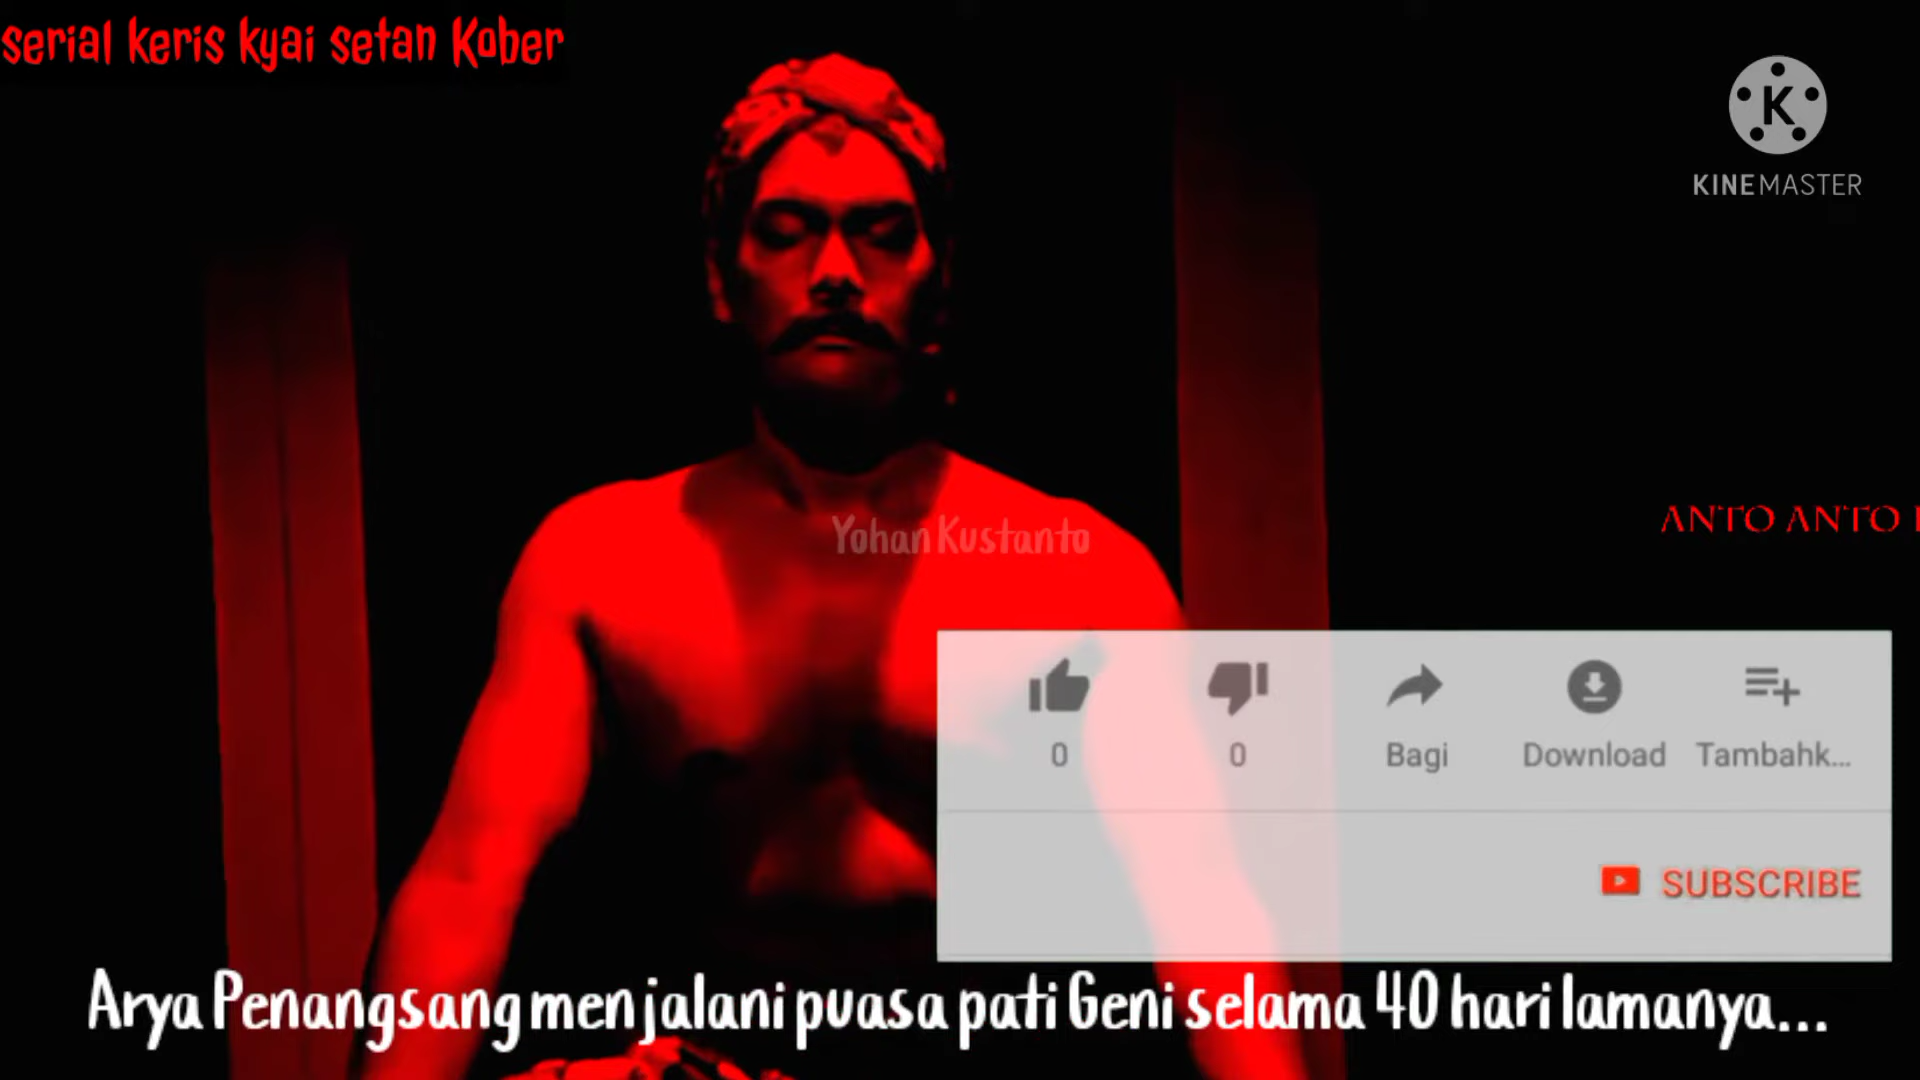 serial keris kyai setan Kober
K
KINEMASTER
Yohan Kustanto
ANTO ANTO
0
0
Bagi
Download
Tambahk...
SUBSCRIBE
Arya Penangsang menjalani puasa pati Geni selama 40 hari lamanya...